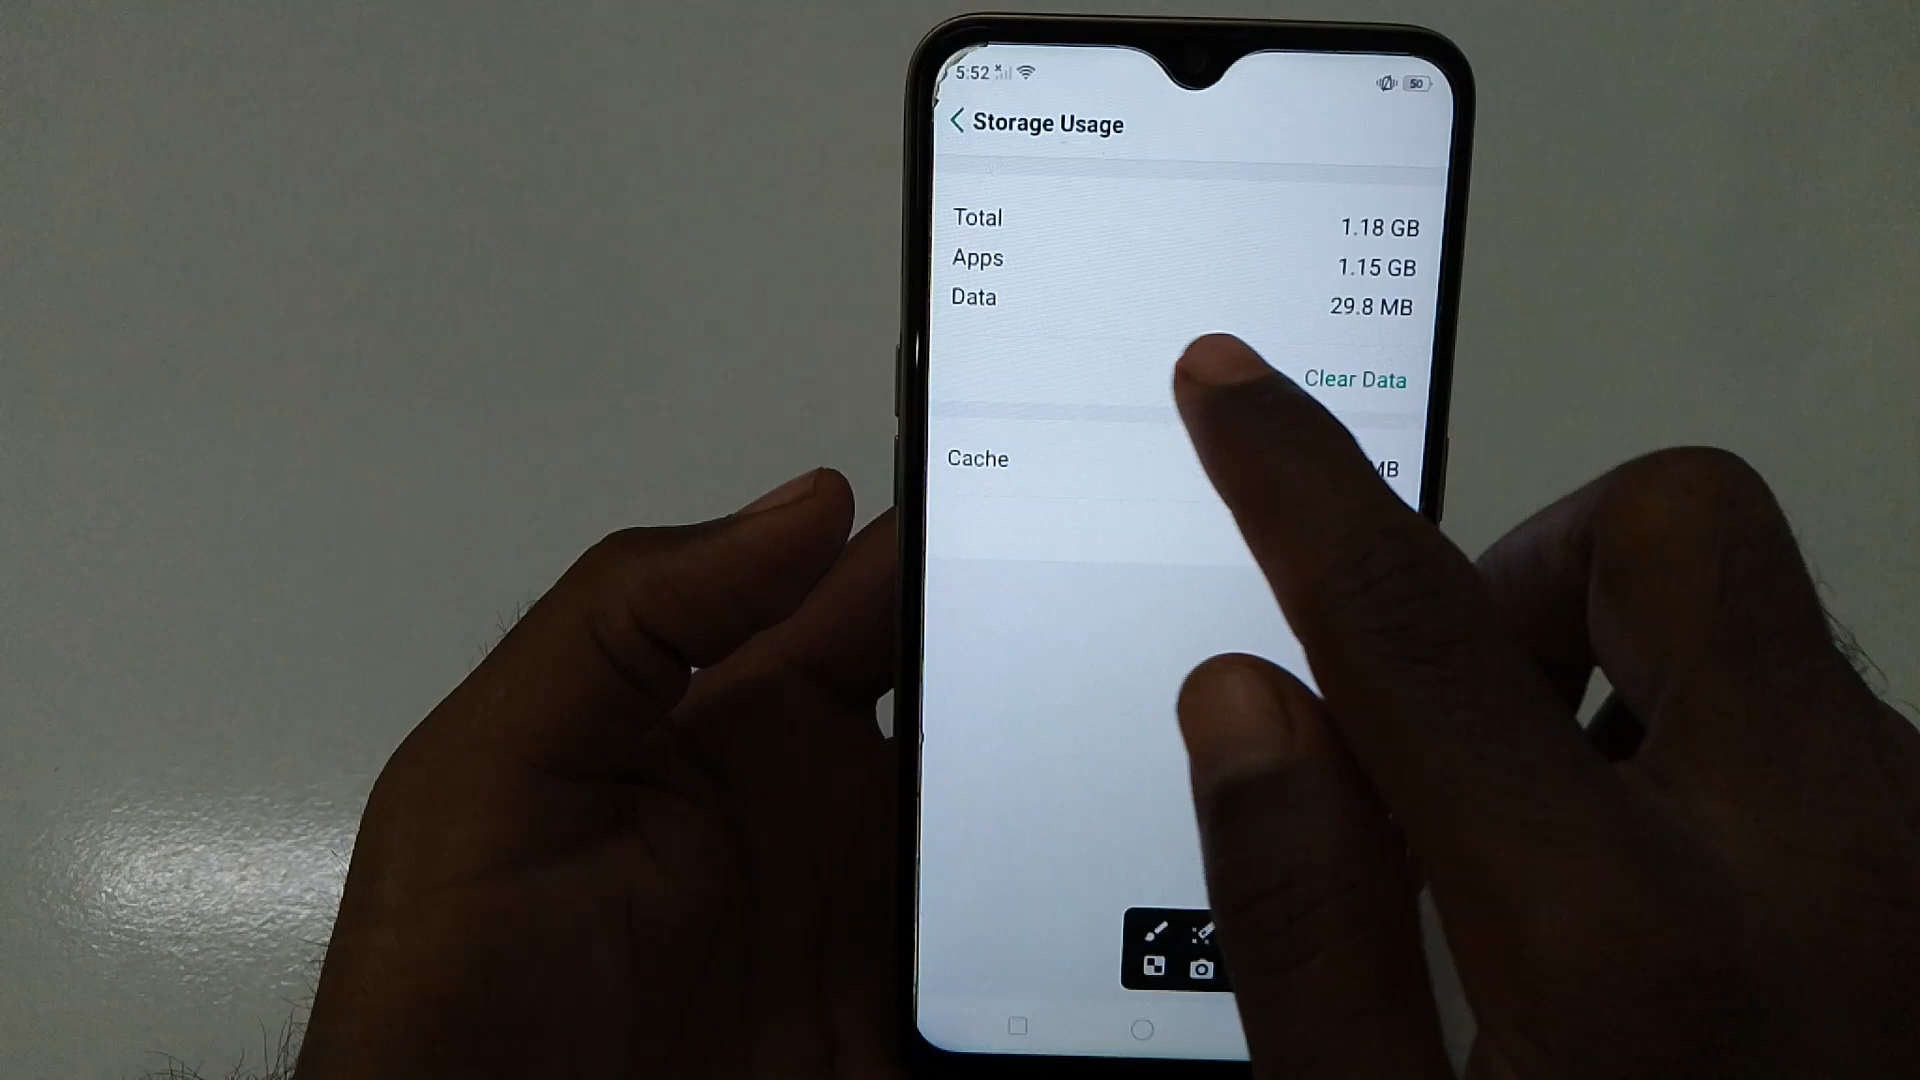 5:52
50
Storage Usage
Total 1.18 GB
Apps 1.15 GB
Data 29.8 MB
Clear Data
Cache MB